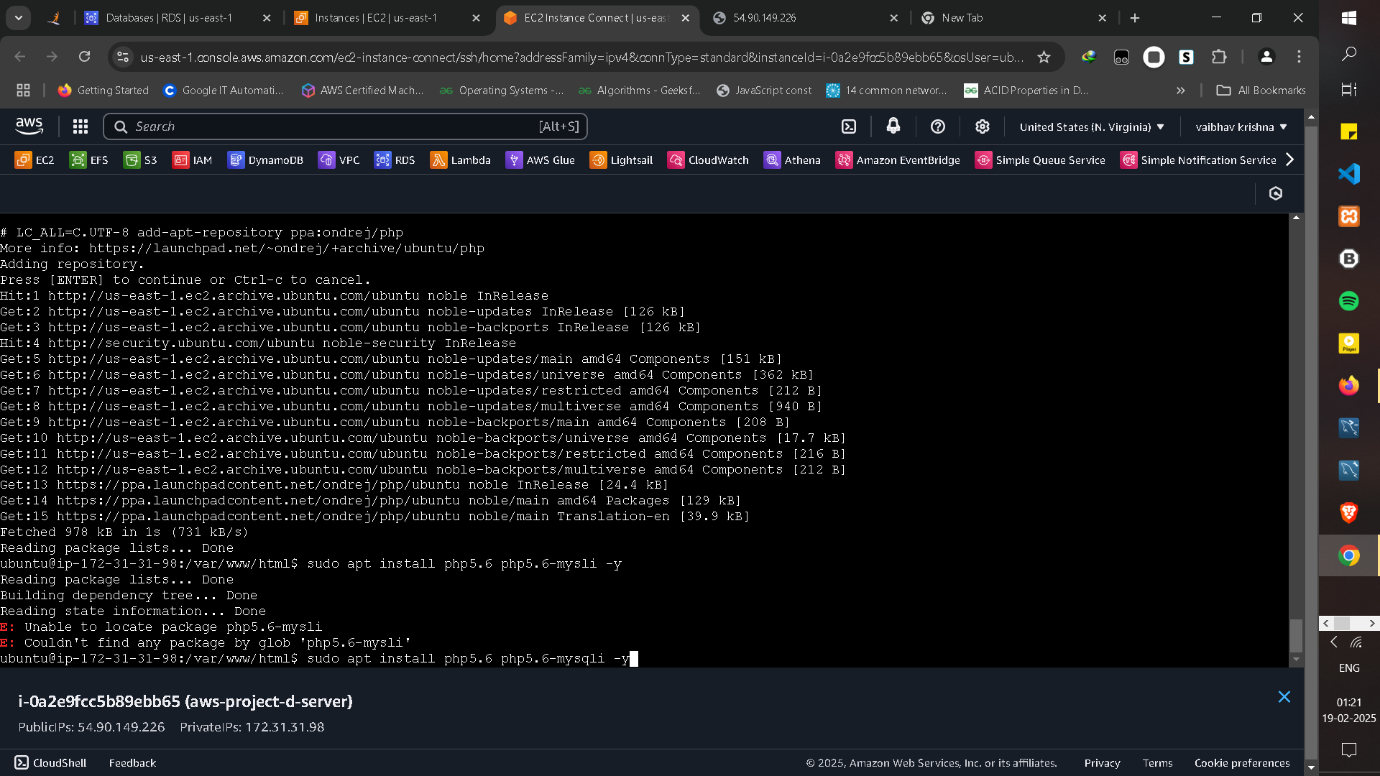 Databases | RDS | us-east-1
Instances | EC2 | us-east-1
EC2 Instance Connect | us-eas
54.90.149.226
New Tab
us-east-1.console.aws.amazon.com/ec2-instance-connect/ssh/home?addressFamily=ipv4&connType=standard&instanceId=i-0a2e9fcc5b89ebb65&osUser=ub...
Getting Started
Google IT Automati...
AWS Certified Mach...
Operating Systems -...
Algorithms - Geeksf...
JavaScript const
14 common networ...
ACID Properties in D...
All Bookmarks
aws
Search
[Alt+S]
United States (N. Virginia)
vaibhav krishna
EC2
EFS
S3
IAM
DynamoDB
VPC
RDS
Lambda
AWS Glue
Lightsail
CloudWatch
Athena
Amazon EventBridge
Simple Queue Service
Simple Notification Service
# LC_ALL=C.UTF-8 add-apt-repository ppa:ondrej/php
More info: https://launchpad.net/~ondrej/+archive/ubuntu/php
Adding repository.
Press [ENTER] to continue or Ctrl-c to cancel.
Hit:1 http://us-east-1.ec2.archive.ubuntu.com/ubuntu noble InRelease
Get:2 http://us-east-1.ec2.archive.ubuntu.com/ubuntu noble-updates InRelease [126 kB]
Get:3 http://us-east-1.ec2.archive.ubuntu.com/ubuntu noble-backports InRelease [126 kB]
Hit:4 http://security.ubuntu.com/ubuntu noble-security InRelease
Get:5 http://us-east-1.ec2.archive.ubuntu.com/ubuntu noble-updates/main amd64 Components [151 kB]
Get:6 http://us-east-1.ec2.archive.ubuntu.com/ubuntu noble-updates/universe amd64 Components [362 kB]
Get:7 http://us-east-1.ec2.archive.ubuntu.com/ubuntu noble-updates/restricted amd64 Components [212 B]
Get:8 http://us-east-1.ec2.archive.ubuntu.com/ubuntu noble-updates/multiverse amd64 Components [940 B]
Get:9 http://us-east-1.ec2.archive.ubuntu.com/ubuntu noble-backports/main amd64 Components [208 B]
Get:10 http://us-east-1.ec2.archive.ubuntu.com/ubuntu noble-backports/universe amd64 Components [17.7 kB]
Get:11 http://us-east-1.ec2.archive.ubuntu.com/ubuntu noble-backports/restricted amd64 Components [216 B]
Get:12 http://us-east-1.ec2.archive.ubuntu.com/ubuntu noble-backports/multiverse amd64 Components [212 B]
Get:13 https://ppa.launchpadcontent.net/ondrej/php/ubuntu noble InRelease [24.4 kB]
Get:14 https://ppa.launchpadcontent.net/ondrej/php/ubuntu noble/main amd64 Packages [129 kB]
Get:15 https://ppa.launchpadcontent.net/ondrej/php/ubuntu noble/main Translation-en [39.9 kB]
Fetched 978 kB in 1s (731 kB/s)
Reading package lists... Done
ubuntu@ip-172-31-31-98:/var/www/html$ sudo apt install php5.6 php5.6-mysli -y
Reading package lists... Done
Building dependency tree... Done
Reading state information... Done
E: Unable to locate package php5.6-mysli
E: Couldn't find any package by glob 'php5.6-mysli'
ubuntu@ip-172-31-31-98:/var/www/html$ sudo apt install php5.6 php5.6-mysqli -y
i-0a2e9fcc5b89ebb65 (aws-project-d-server)
PublicIPs: 54.90.149.226 PrivateIPs: 172.31.31.98
CloudShell
Feedback
© 2025, Amazon Web Services, Inc. or its affiliates.
Privacy
Terms
Cookie preferences
ENG
01:21
19-02-2025